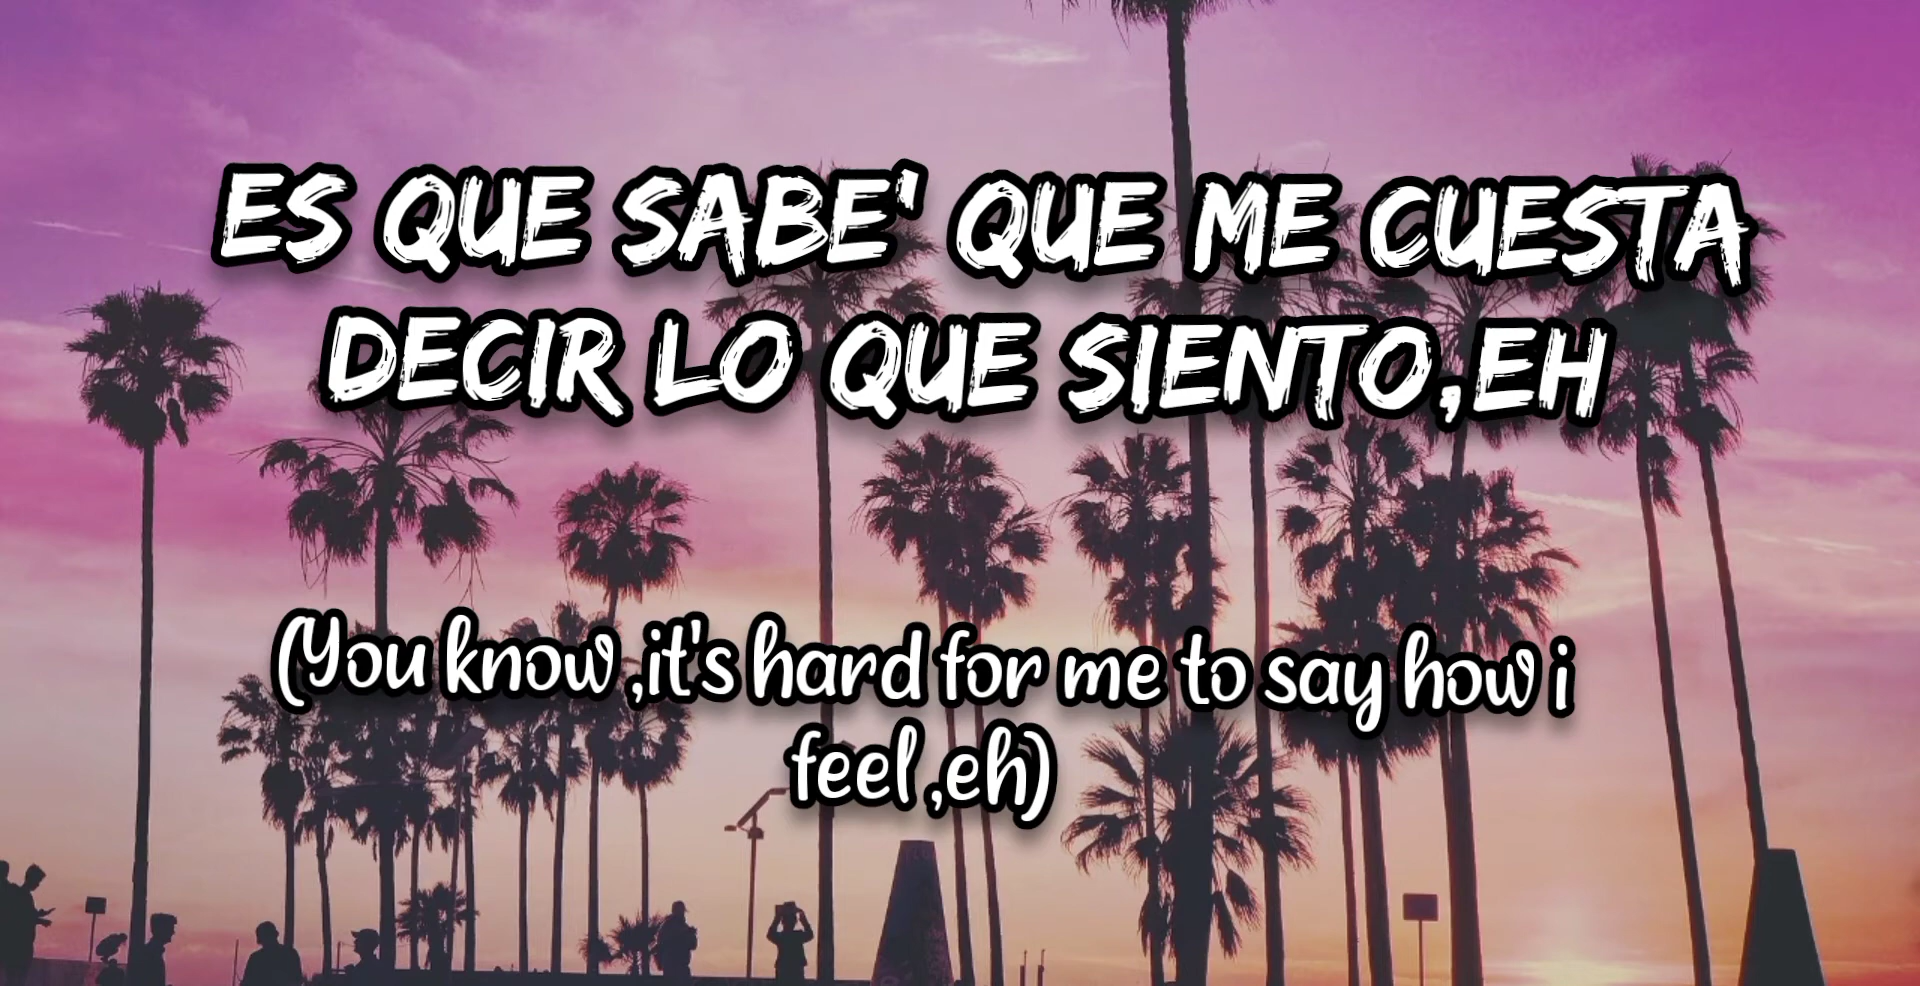 ES QUE SABE' QUE ME CUESTA
DECIR LO QUE SIENTO,EH
(You know ,it's hard for me to say how i
feel ,eh)